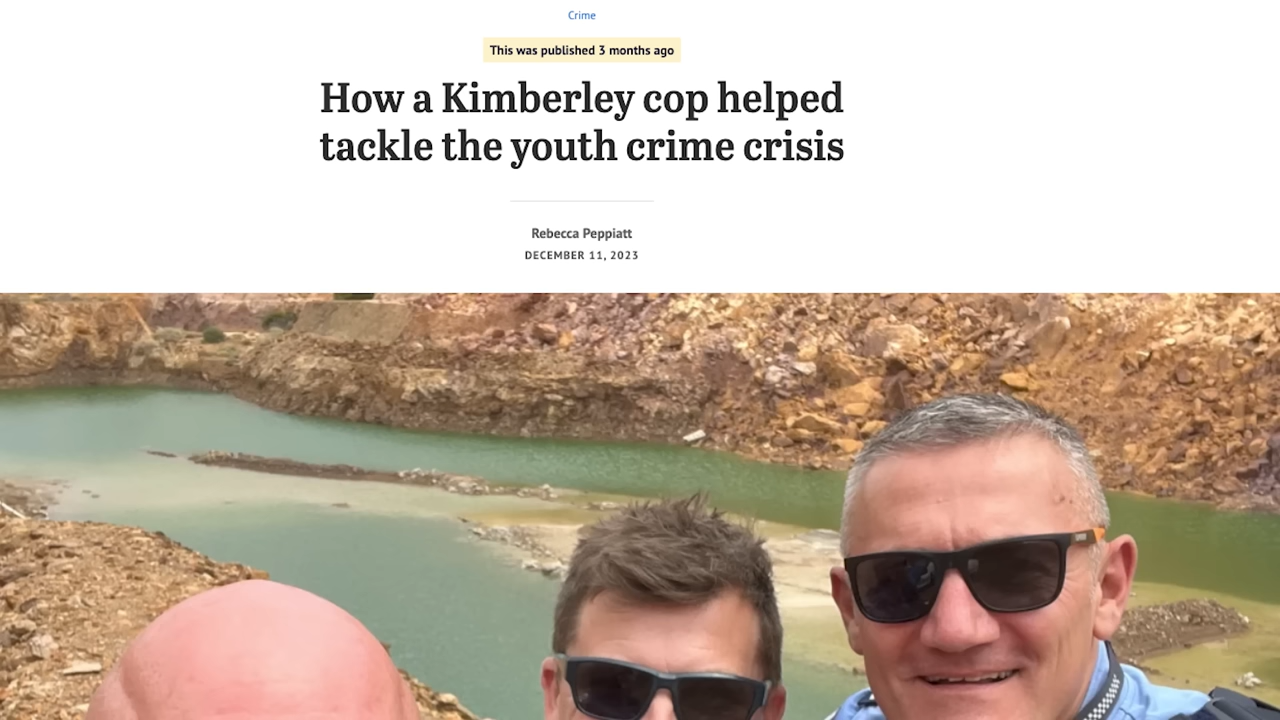 Crime
This was published 3 months ago
How a Kimberley cop helped
tackle the youth crime crisis
Rebecca Peppiatt
DECEMBER 11, 2023